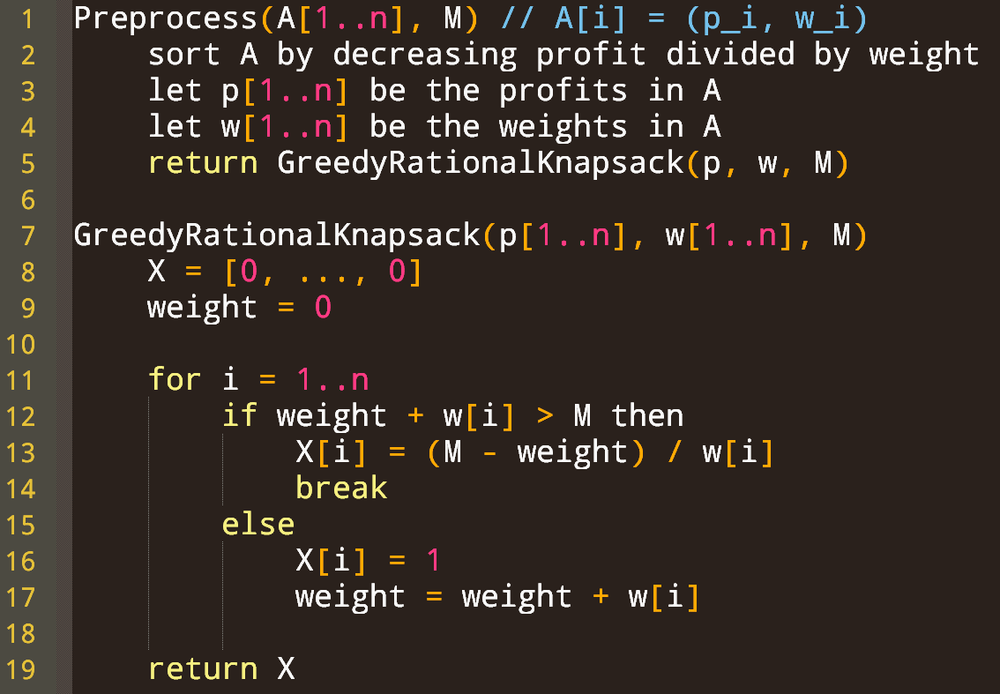 1 Preprocess(A[1..n], M) // A[i] = (p_i, w_i)
2     sort A by decreasing profit divided by weight
3     let p[1..n] be the profits in A
4     let w[1..n] be the weights in A
5     return GreedyRationalKnapsack(p, w, M)
6
7 GreedyRationalKnapsack(p[1..n], w[1..n], M)
8     X = [0, ..., 0]
9     weight = 0
10
11     for i = 1..n
12         if weight + w[i] > M then
13             X[i] = (M - weight) / w[i]
14             break
15         else
16             X[i] = 1
17             weight = weight + w[i]
18
19     return X